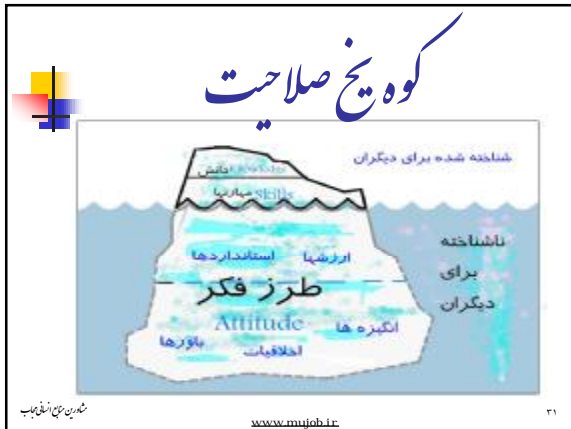 کوه یخ صلاحیت
شناخته شده برای دیگران
دانش Knowledge
مهارتها Skills
ناشناخته
برای
دیگران
ارزشها استانداردها
طرز فکر
Attitude
انگیزه ها
باورها
اخلاقیات
مشاورین منابع انسانی مجاب
www.mujob.ir
۳۱